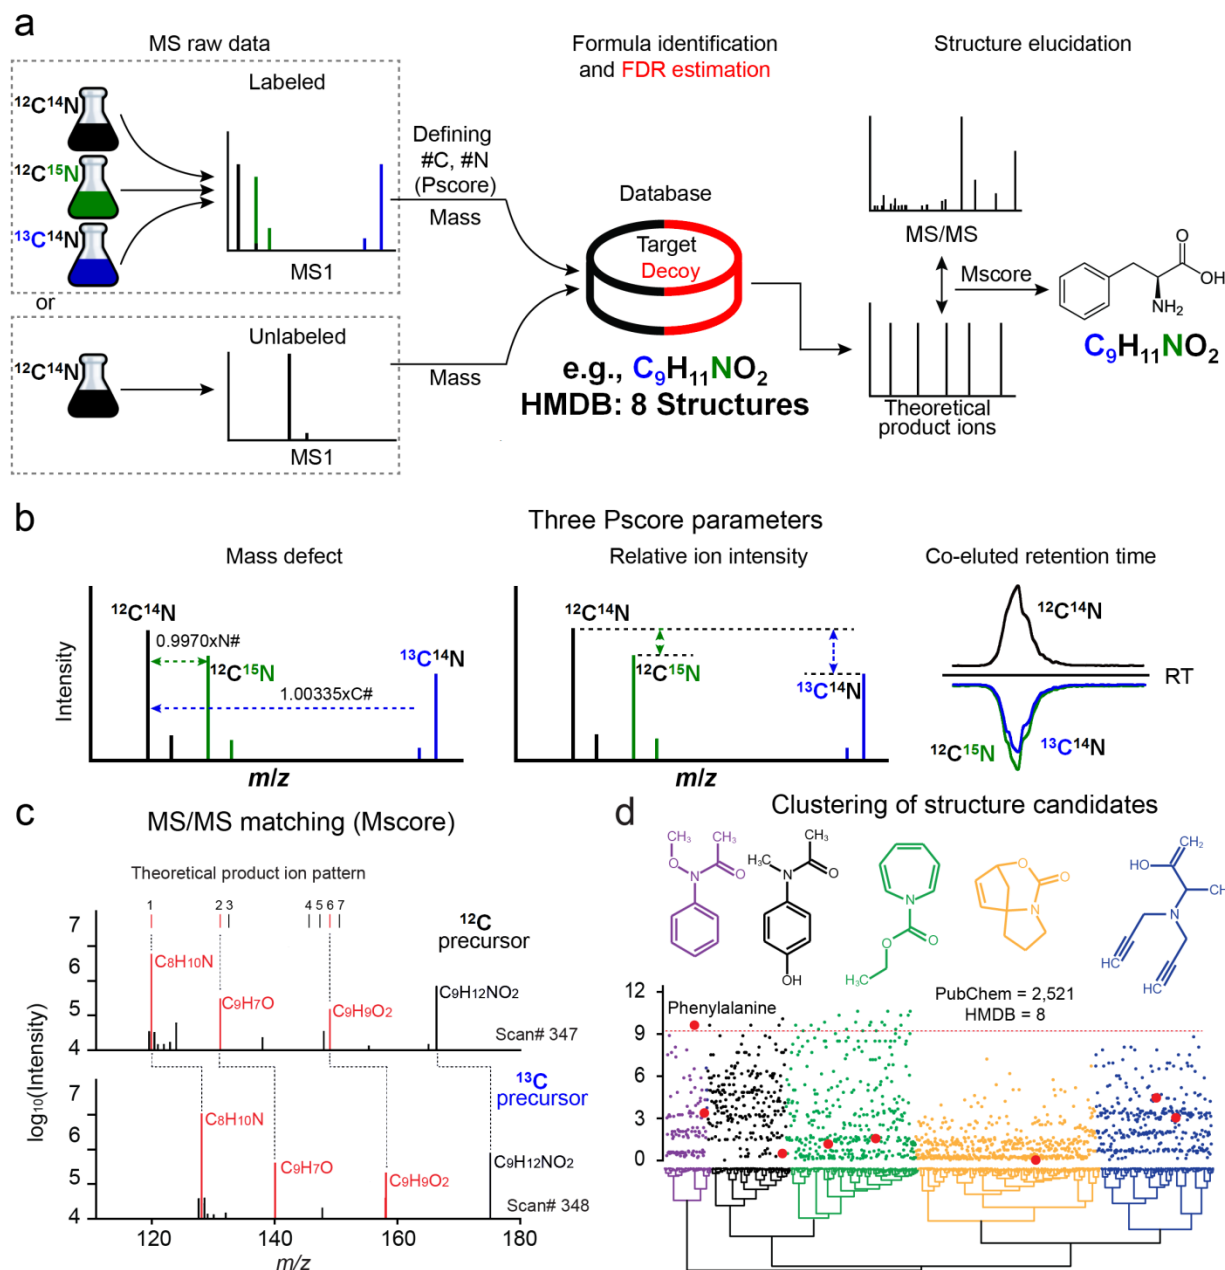 a
MS raw data
Formula identification
and FDR estimation
Structure elucidation
Labeled
¹²C¹⁴N
¹²C¹⁵N
¹³C¹⁴N
MS1
Defining
#C, #N
(Pscore)
Mass
Database
Target
Decoy
MS/MS
Mscore
O
OH
NH₂
C₉H₁₁NO₂
or
Unlabeled
¹²C¹⁴N
MS1
Mass
e.g., C₉H₁₁NO₂
HMDB: 8 Structures
Theoretical
product ions
b
Three Pscore parameters
Mass defect
Relative ion intensity
Co-eluted retention time
Intensity
¹²C¹⁴N
0.9970xN#
¹²C¹⁵N
¹³C¹⁴N
1.00335xC#
m/z
¹²C¹⁴N
¹²C¹⁵N
¹³C¹⁴N
m/z
¹²C¹⁴N
RT
¹²C¹⁵N
¹³C¹⁴N
c
MS/MS matching (Mscore)
Theoretical product ion pattern
1 2 3 4 5 6 7
¹²C
precursor
7
6
5
4
C₈H₁₀N
C₉H₇O
C₉H₉O₂
C₉H₁₂NO₂
Scan# 347
log₁₀(Intensity)
¹³C
precursor
7
6
5
4
C₈H₁₀N
C₉H₇O
C₉H₉O₂
C₉H₁₂NO₂
Scan# 348
120 140 160 180
m/z
d
Clustering of structure candidates
H₃C
CH₃
O
N
O
CH₃
H₃C
N
O
OH
N
O
O
H₃C
O
O
N
CH₂
HO
CH₃
N
HC
HC
12
9
6
3
0
Phenylalanine
PubChem = 2,521
HMDB = 8